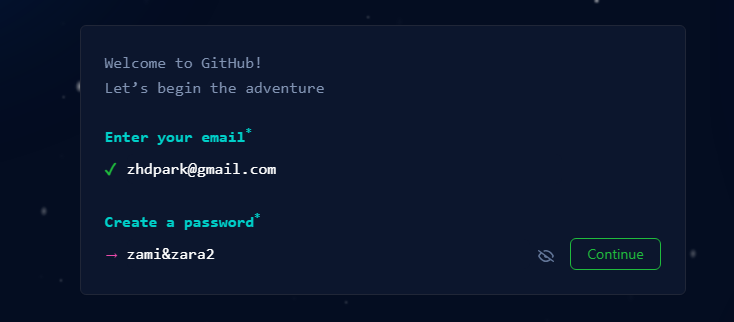 Welcome to GitHub!
Let’s begin the adventure
Enter your email*
✓ zhdpark@gmail.com
Create a password*
→ zami&zara2
Continue